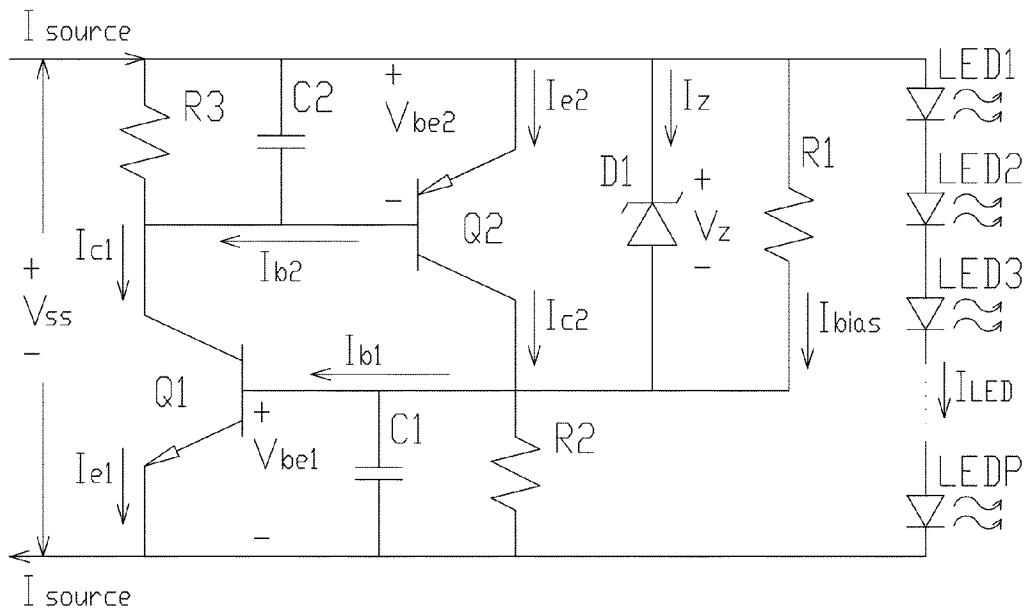 I source
LED1
R3
C2
+
Vbe2
-
Ie2
Iz
R1
D1
+
Vz
-
LED2
Q2
Ic1
Ib2
LED3
+
Vss
-
Ic2
Ibias
Ib1
ILED
Q1
+
Vbe1
-
C1
R2
Ie1
LEDP
I source